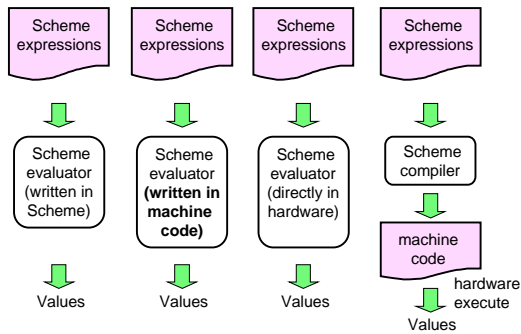 Scheme
expressions
Scheme
expressions
Scheme
expressions
Scheme
expressions
Scheme
evaluator
(written in
Scheme)
Scheme
evaluator
(written in
machine
code)
Scheme
evaluator
(directly in
hardware)
Scheme
compiler
machine
code
hardware
execute
Values
Values
Values
Values